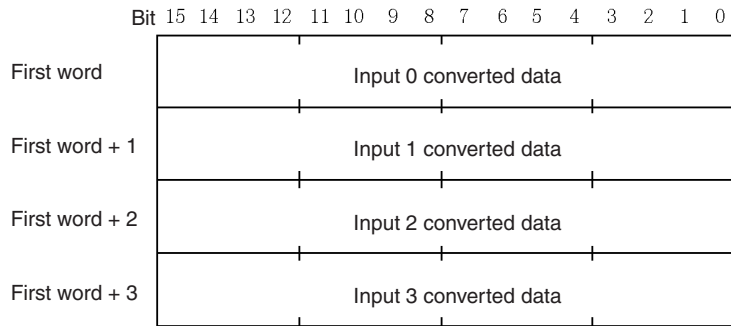 Bit 15 14 13 12 11 10 9 8 7 6 5 4 3 2 1 0
First word Input 0 converted data
First word + 1 Input 1 converted data
First word + 2 Input 2 converted data
First word + 3 Input 3 converted data